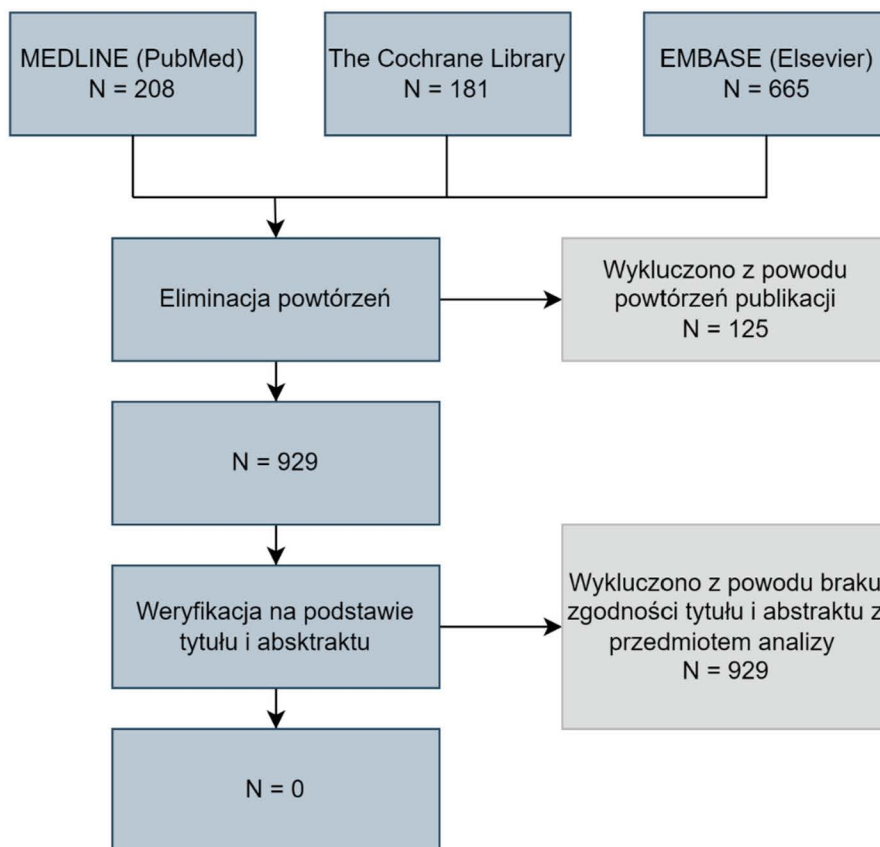 MEDLINE (PubMed)
N = 208
The Cochrane Library
N = 181
EMBASE (Elsevier)
N = 665
Eliminacja powtórzeń
Wykluczono z powodu
powtórzeń publikacji
N = 125
N = 929
Weryfikacja na podstawie
tytułu i absktraktu
Wykluczono z powodu braku
zgodności tytułu i abstraktu z
przedmiotem analizy
N = 929
N = 0